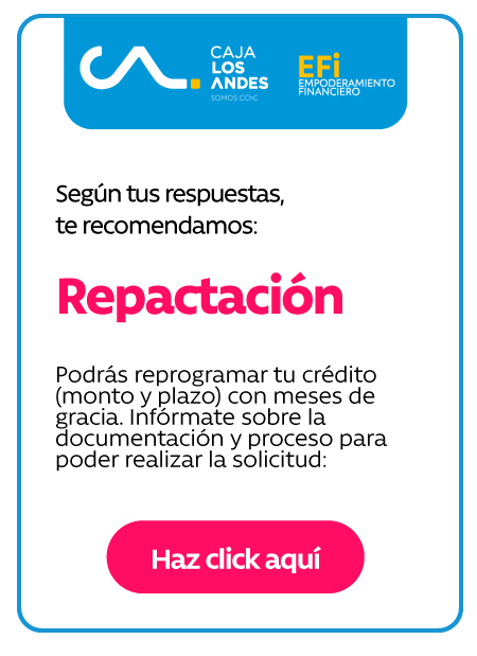 CAJA
LOS
ANDES
SOMOS CChC
EFi
EMPODERAMIENTO
FINANCIERO
Según tus respuestas,
te recomendamos:
Repactación
Podrás reprogramar tu crédito
(monto y plazo) con meses de
gracia. Infórmate sobre la
documentación y proceso para
poder realizar la solicitud:
Haz click aquí